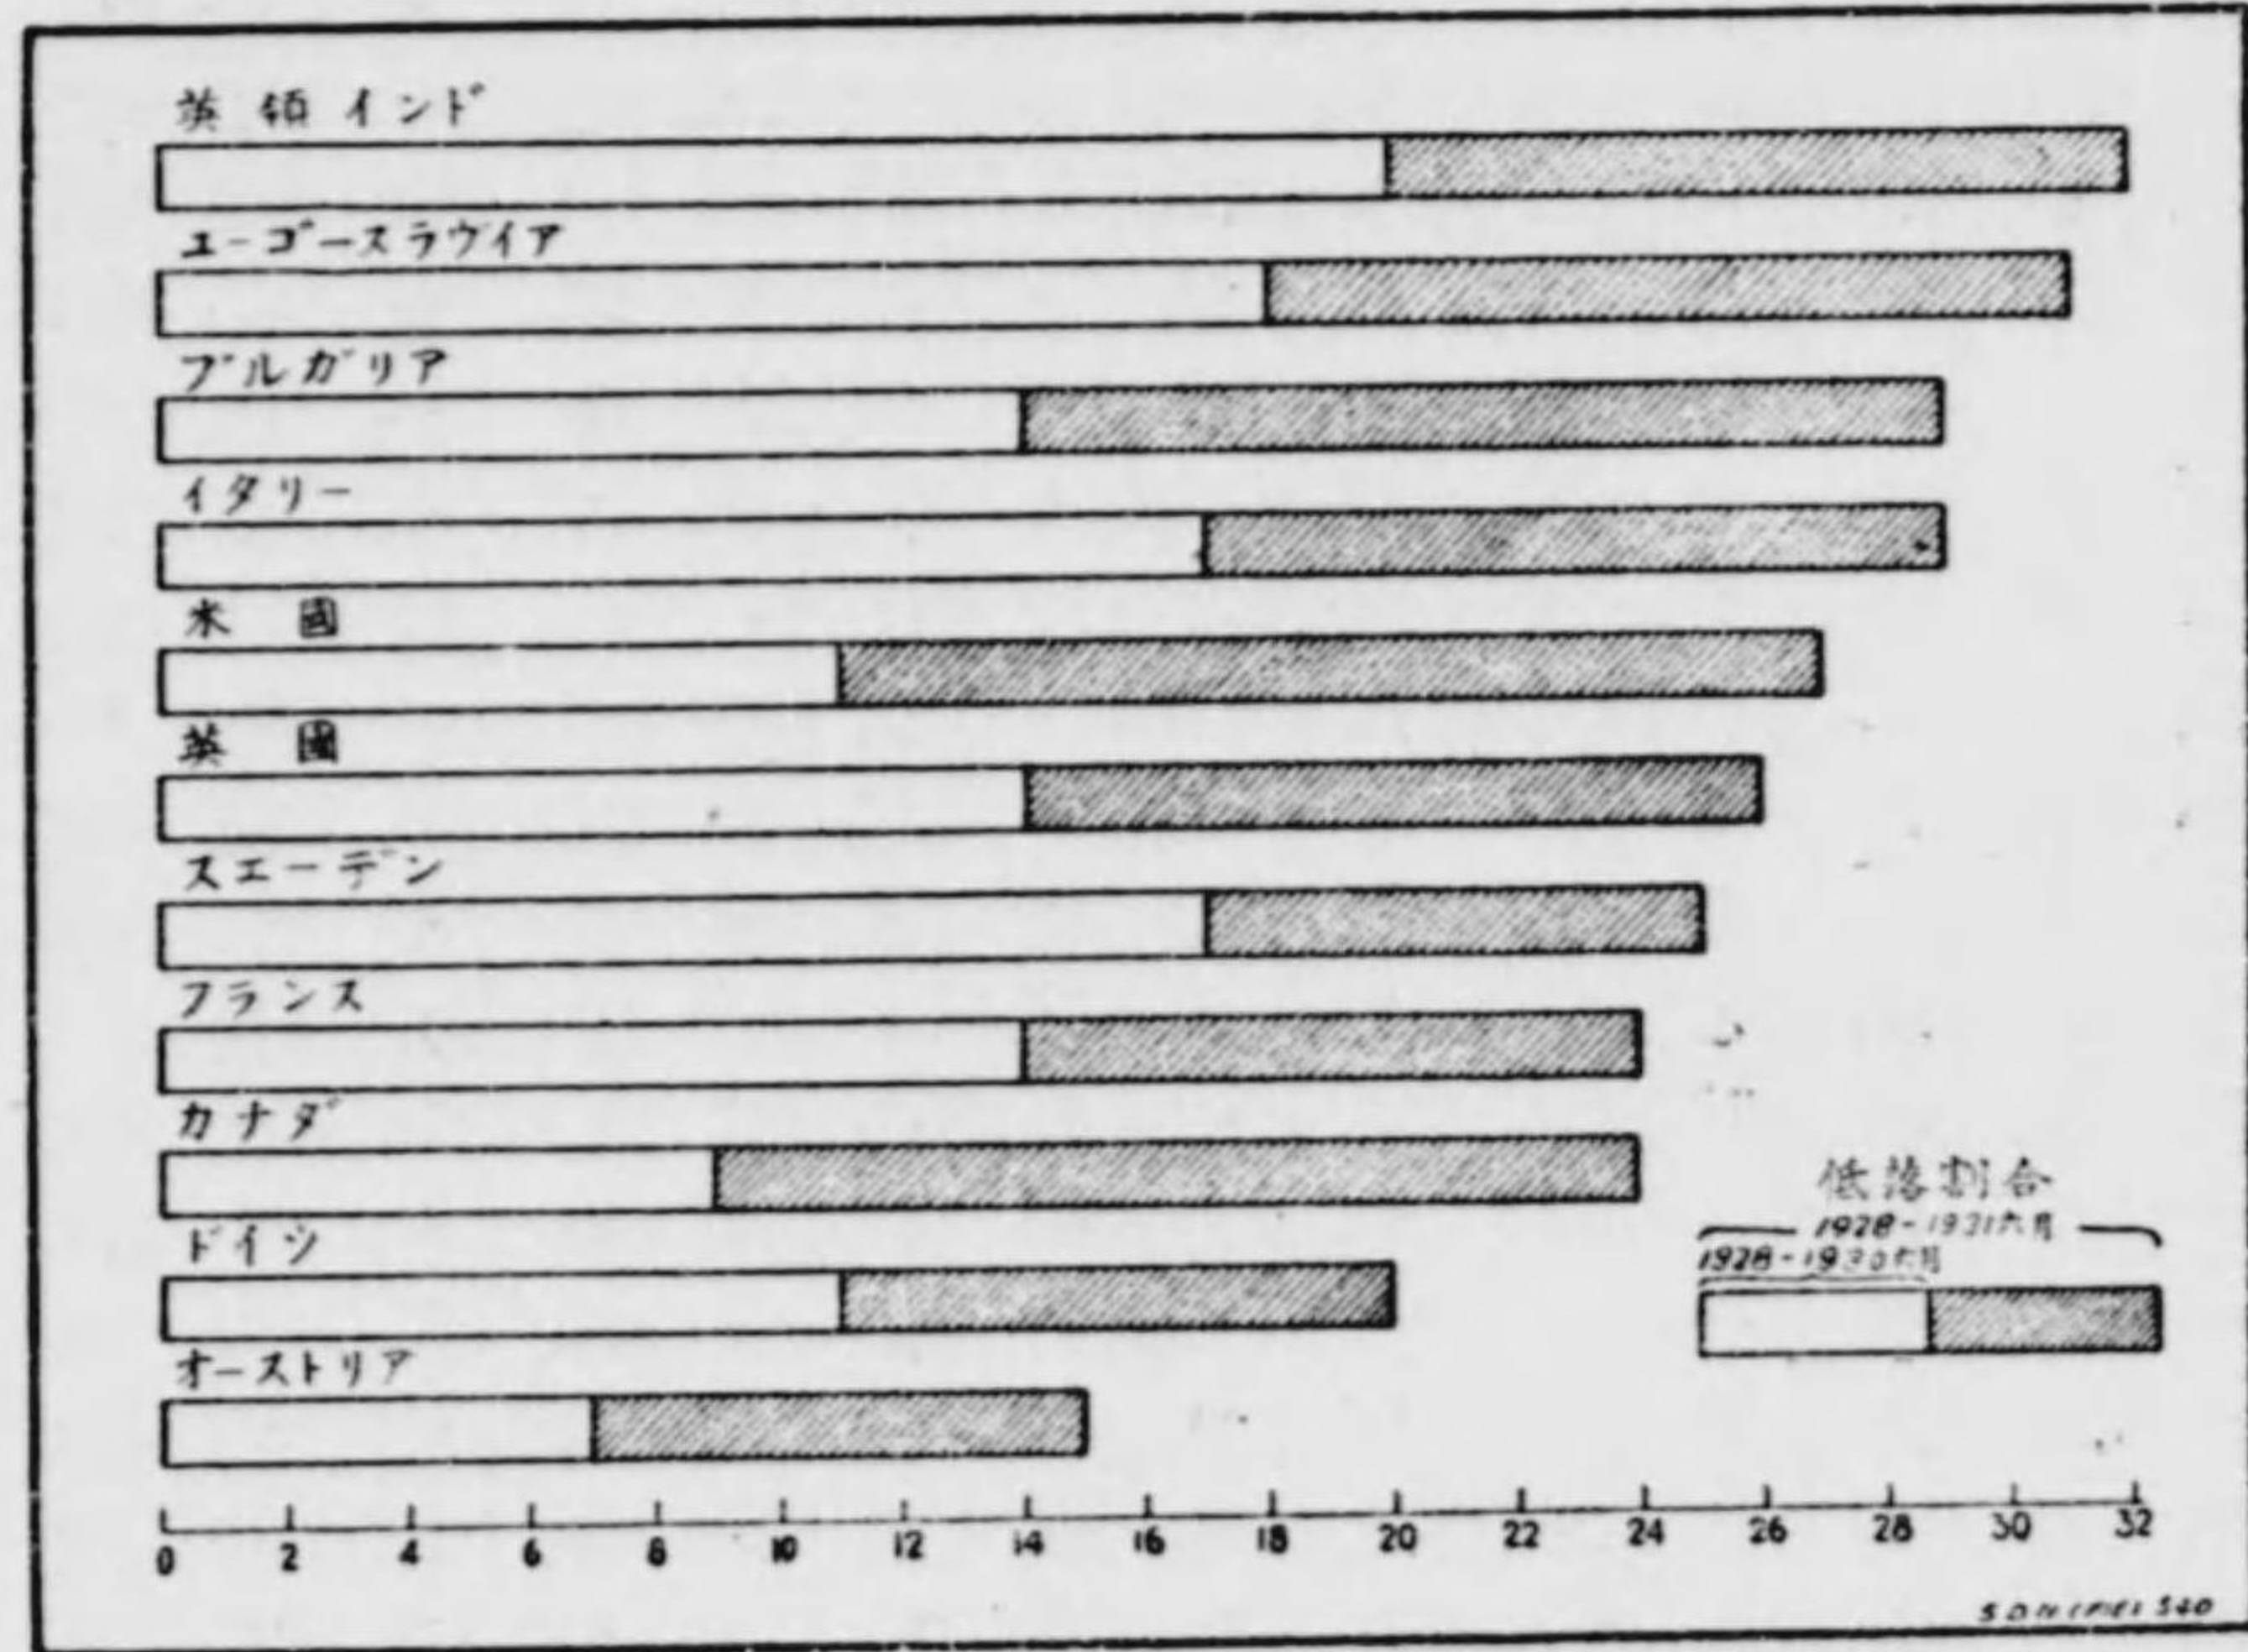 英領インド
ユーゴースラヴイア
ブルガリア
イタリー
米國
英國
スエーデン
フランス
カナダ
ドイツ
オーストリア
低落割合
1928-1931六月
1928-1930六月
0 2 4 6 8 10 12 14 16 18 20 22 24 26 28 30 32